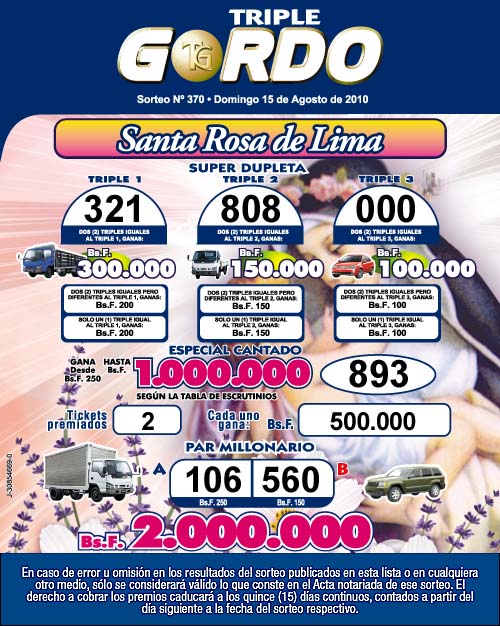 TRIPLE
GORDO
TG
Sorteo Nº 370 • Domingo 15 de Agosto de 2010
Santa Rosa de Lima
SUPER DUPLETA
TRIPLE 1 TRIPLE 2 TRIPLE 3
321 808 000
DOS (2) TRIPLES IGUALES AL TRIPLE 1, GANAS:
DOS (2) TRIPLES IGUALES AL TRIPLE 2, GANAS:
DOS (2) TRIPLES IGUALES AL TRIPLE 3, GANAS:
Bs.F. 300.000
Bs.F. 150.000
Bs.F. 100.000
DOS (2) TRIPLES IGUALES PERO DIFERENTES AL TRIPLE 1, GANAS: Bs.F. 200
DOS (2) TRIPLES IGUALES PERO DIFERENTES AL TRIPLE 2, GANAS: Bs.F. 150
DOS (2) TRIPLES IGUALES PERO DIFERENTES AL TRIPLE 3, GANAS: Bs.F. 100
SOLO UN (1) TRIPLE IGUAL AL TRIPLE 1, GANAS: Bs.F. 200
SOLO UN (1) TRIPLE IGUAL AL TRIPLE 2, GANAS: Bs.F. 150
SOLO UN (1) TRIPLE IGUAL AL TRIPLE 3, GANAS: Bs.F. 100
ESPECIAL CANTADO
GANA Desde Bs.F. 250
HASTA Bs.F. 1.000.000
893
SEGÚN LA TABLA DE ESCRUTINIOS
Tickets premiados 2 Cada uno gana: Bs.F. 500.000
PAR MILLONARIO
A 106 560 B
Bs.F. 250 Bs.F. 150
Bs.F. 2.000.000
J-30854669-0
En caso de error u omisión en los resultados del sorteo publicados en esta lista o en cualquiera
otro medio, sólo se considerará válido lo que conste en el Acta notariada de ese sorteo. El
derecho a cobrar los premios caducará a los quince (15) días continuos, contados a partir del
día siguiente a la fecha del sorteo respectivo.